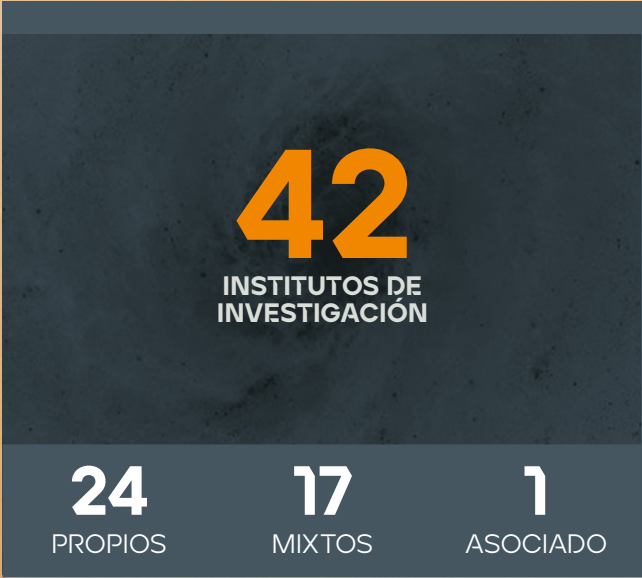 42
INSTITUTOS DE
INVESTIGACIÓN
24 17 1
PROPIOS MIXTOS ASOCIADO